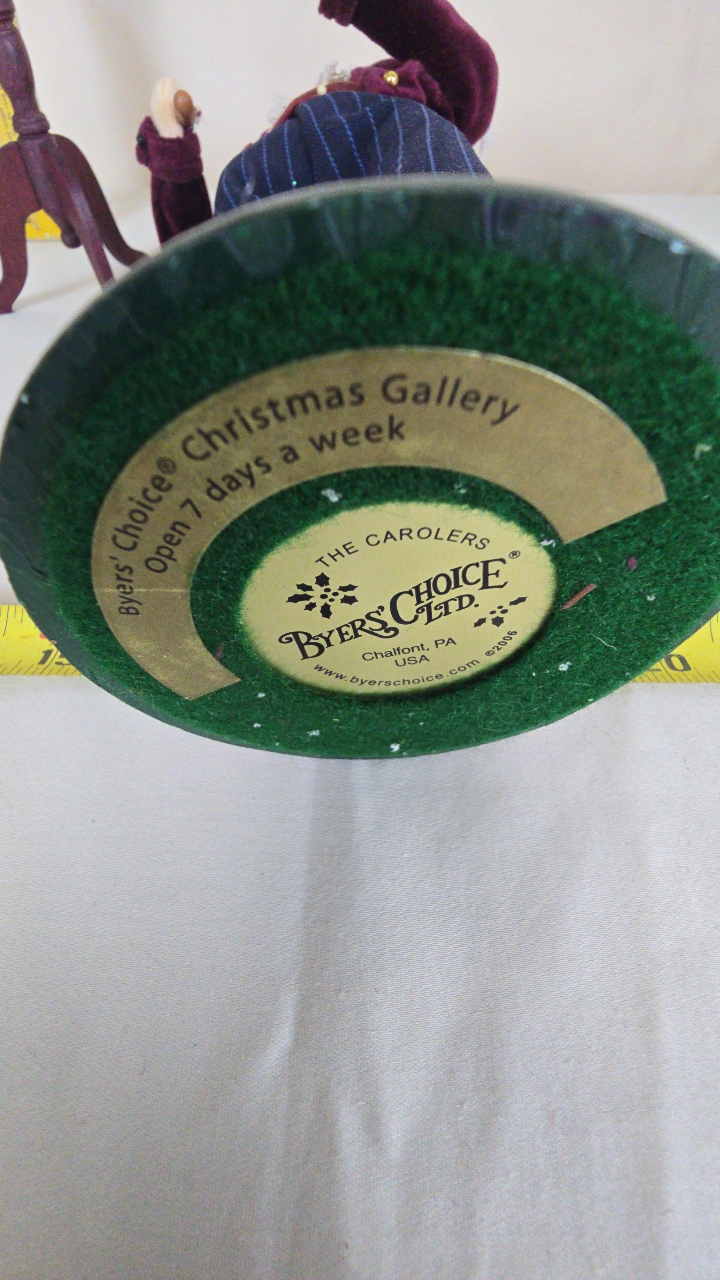 Byers' Choice® Christmas Gallery
Open 7 days a week
THE CAROLERS®
BYERS' CHOICE
LTD.
Chalfont, PA
USA
www.byerschoice.com ©2006